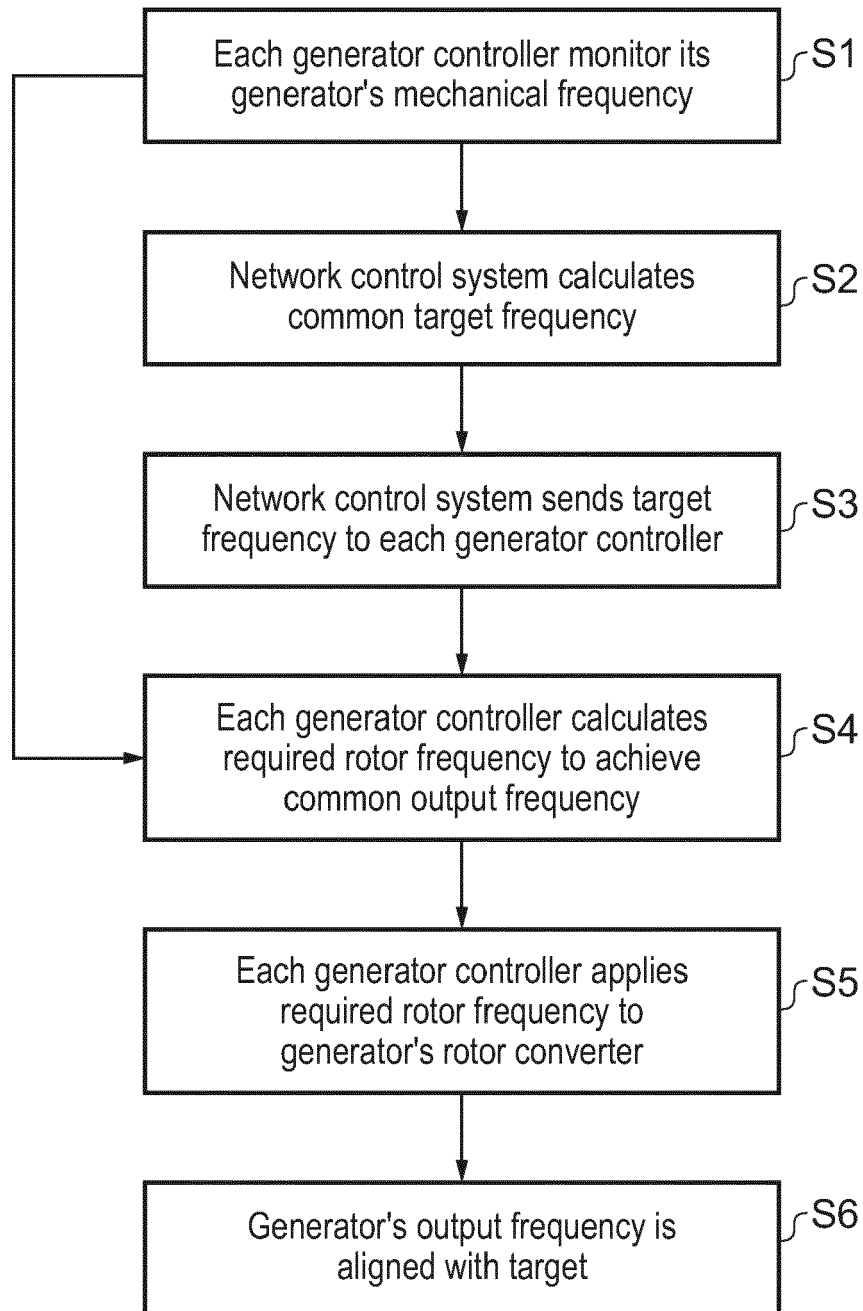 Each generator controller monitor its
generator's mechanical frequency
S1
Network control system calculates
common target frequency
S2
Network control system sends target
frequency to each generator controller
S3
Each generator controller calculates
required rotor frequency to achieve
common output frequency
S4
Each generator controller applies
required rotor frequency to
generator's rotor converter
S5
Generator's output frequency is
aligned with target
S6